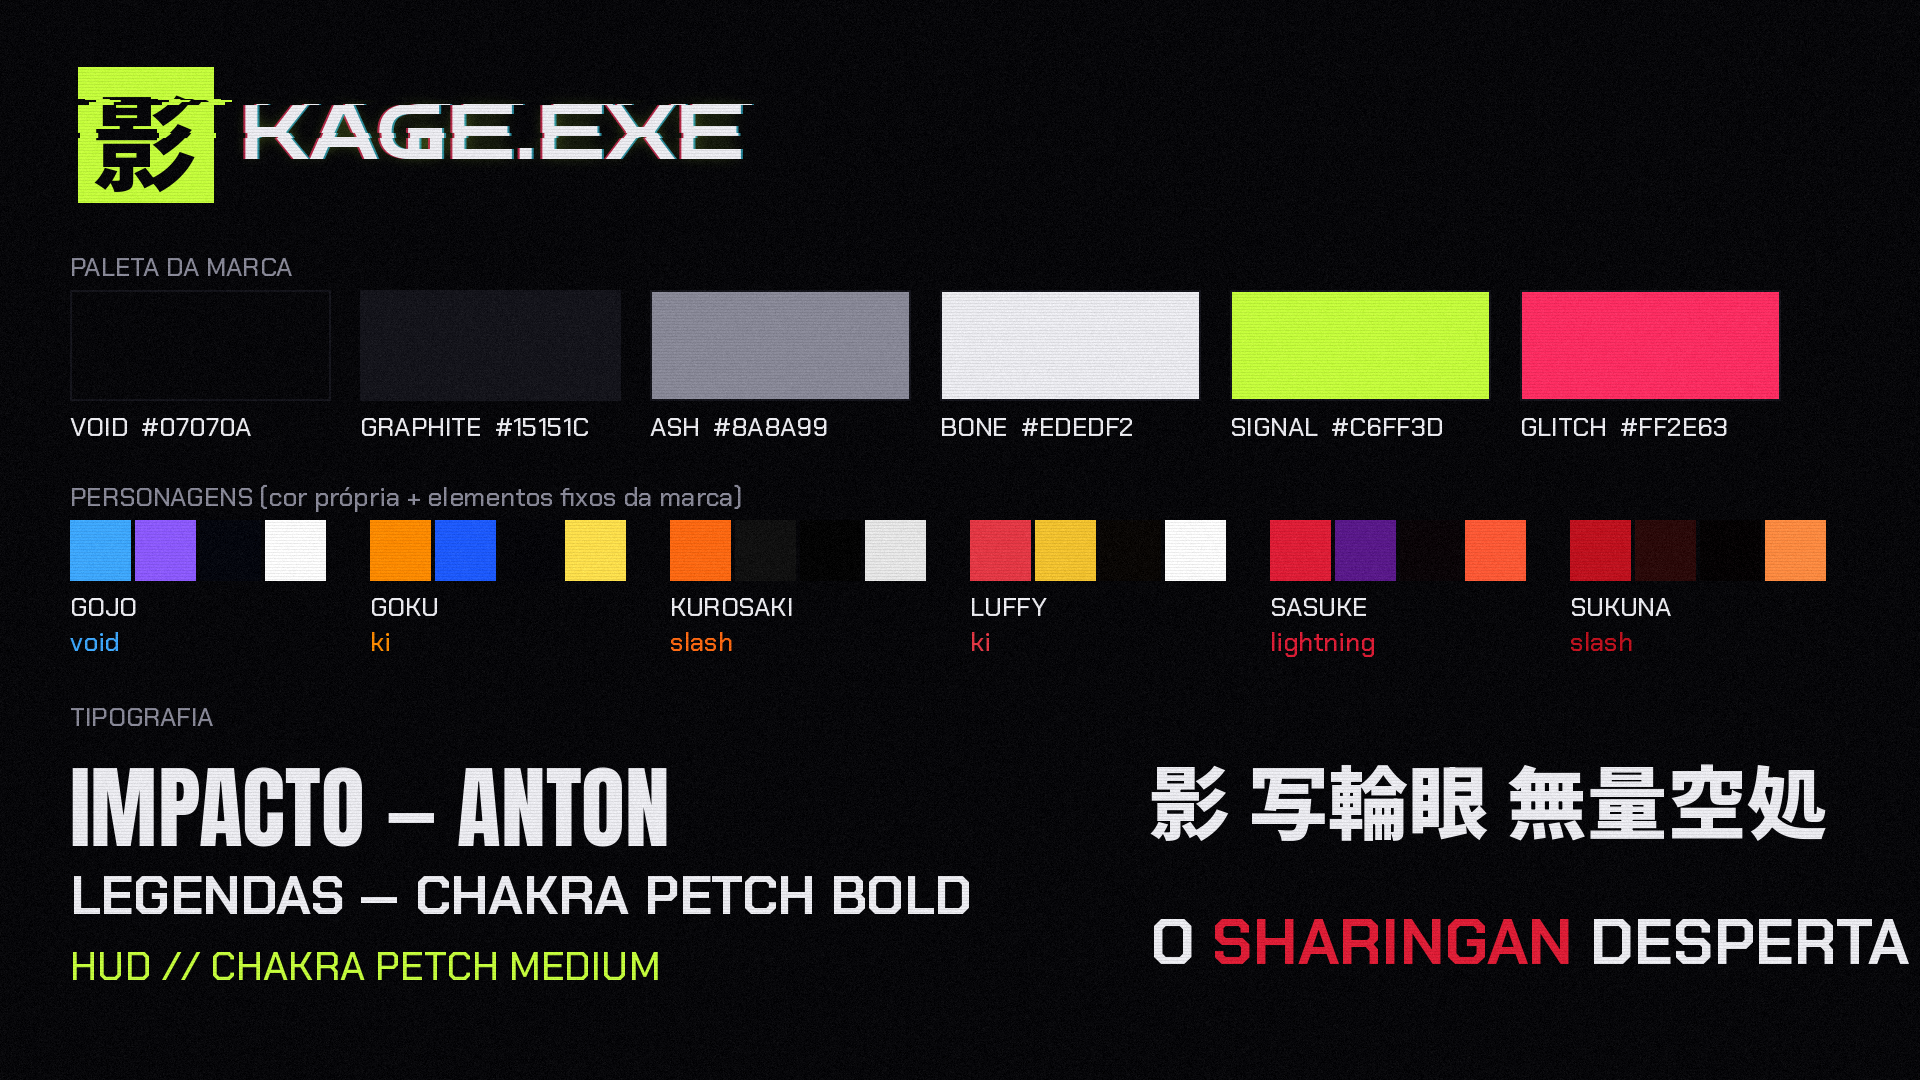 影 KAGE.EXE
PALETA DA MARCA
VOID #07070A
GRAPHITE #15151C
ASH #8A8A99
BONE #EDEDF2
SIGNAL #C6FF3D
GLITCH #FF2E63
PERSONAGENS (cor própria + elementos fixos da marca)
GOJO
void
GOKU
ki
KUROSAKI
slash
LUFFY
ki
SASUKE
lightning
SUKUNA
slash
TIPOGRAFIA
IMPACTO — ANTON
LEGENDAS — CHAKRA PETCH BOLD
HUD // CHAKRA PETCH MEDIUM
影 写輪眼 無量空処
O SHARINGAN DESPERTA